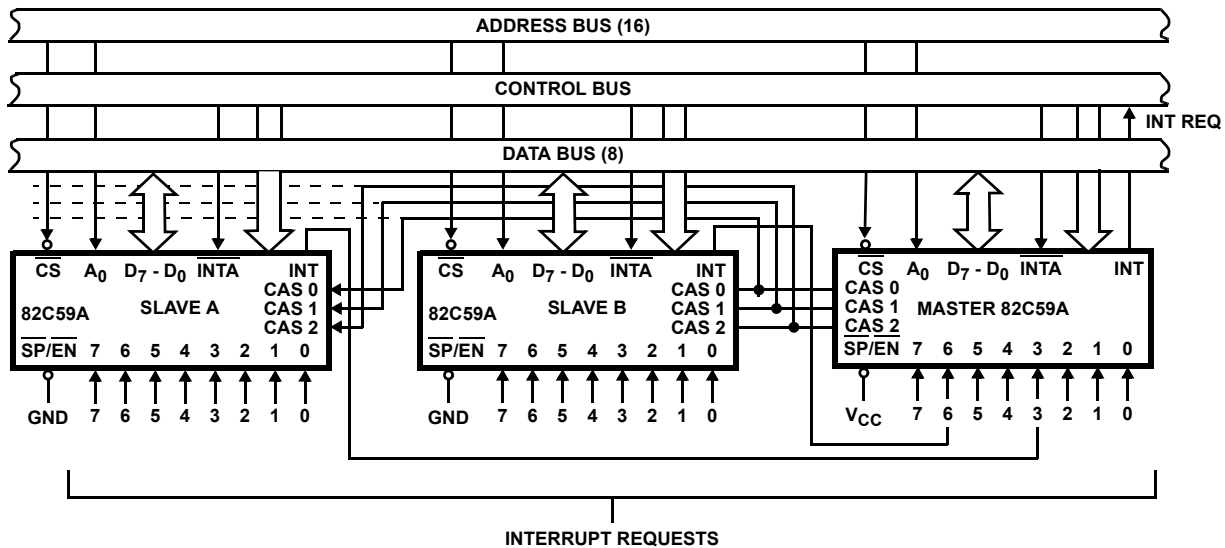 ADDRESS BUS (16)
CONTROL BUS
INT REQ
DATA BUS (8)
CS A0 D7 - D0 INTA INT
CAS 0
82C59A SLAVE A CAS 1
CAS 2
SP/EN 7 6 5 4 3 2 1 0
GND 7 6 5 4 3 2 1 0
CS A0 D7 - D0 INTA INT
CAS 0
82C59A SLAVE B CAS 1
CAS 2
SP/EN 7 6 5 4 3 2 1 0
GND 7 6 5 4 3 2 1 0
CS A0 D7 - D0 INTA INT
CAS 0
CAS 1 MASTER 82C59A
CAS 2
SP/EN 7 6 5 4 3 2 1 0
VCC 7 6 5 4 3 2 1 0
INTERRUPT REQUESTS